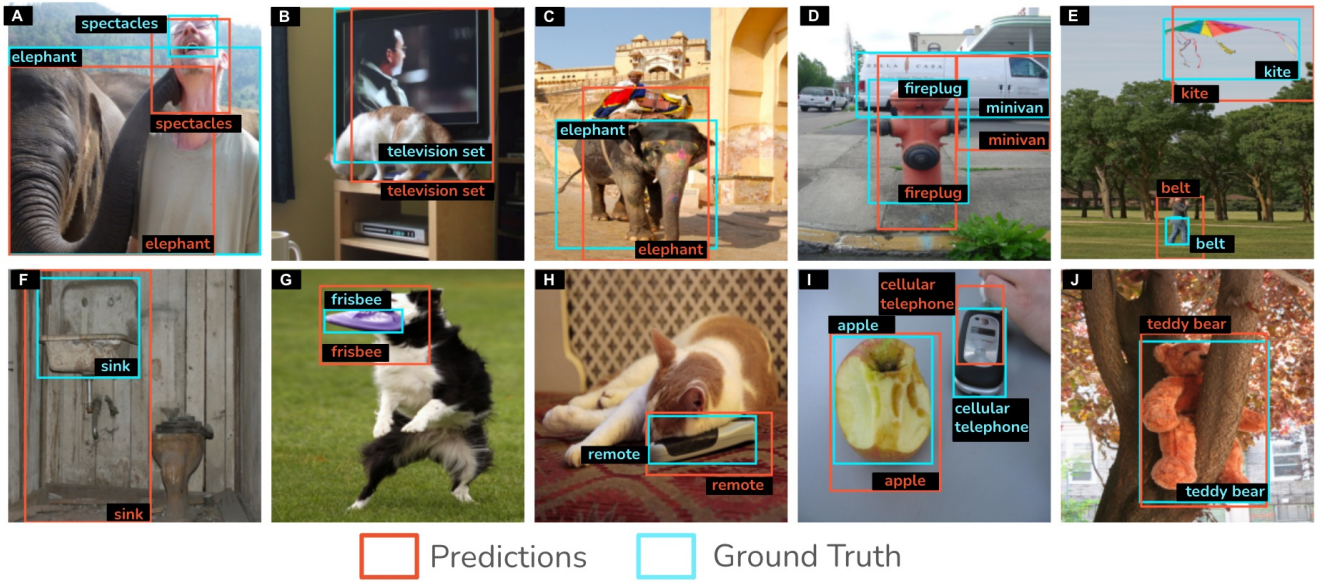 A
spectacles
elephant
spectacles
elephant
B
television set
television set
C
elephant
elephant
D
fireplug
minivan
minivan
fireplug
E
kite
kite
belt
belt
F
sink
sink
G
frisbee
frisbee
H
remote
remote
I
cellular
telephone
apple
cellular
telephone
apple
J
teddy bear
teddy bear
Predictions
Ground Truth